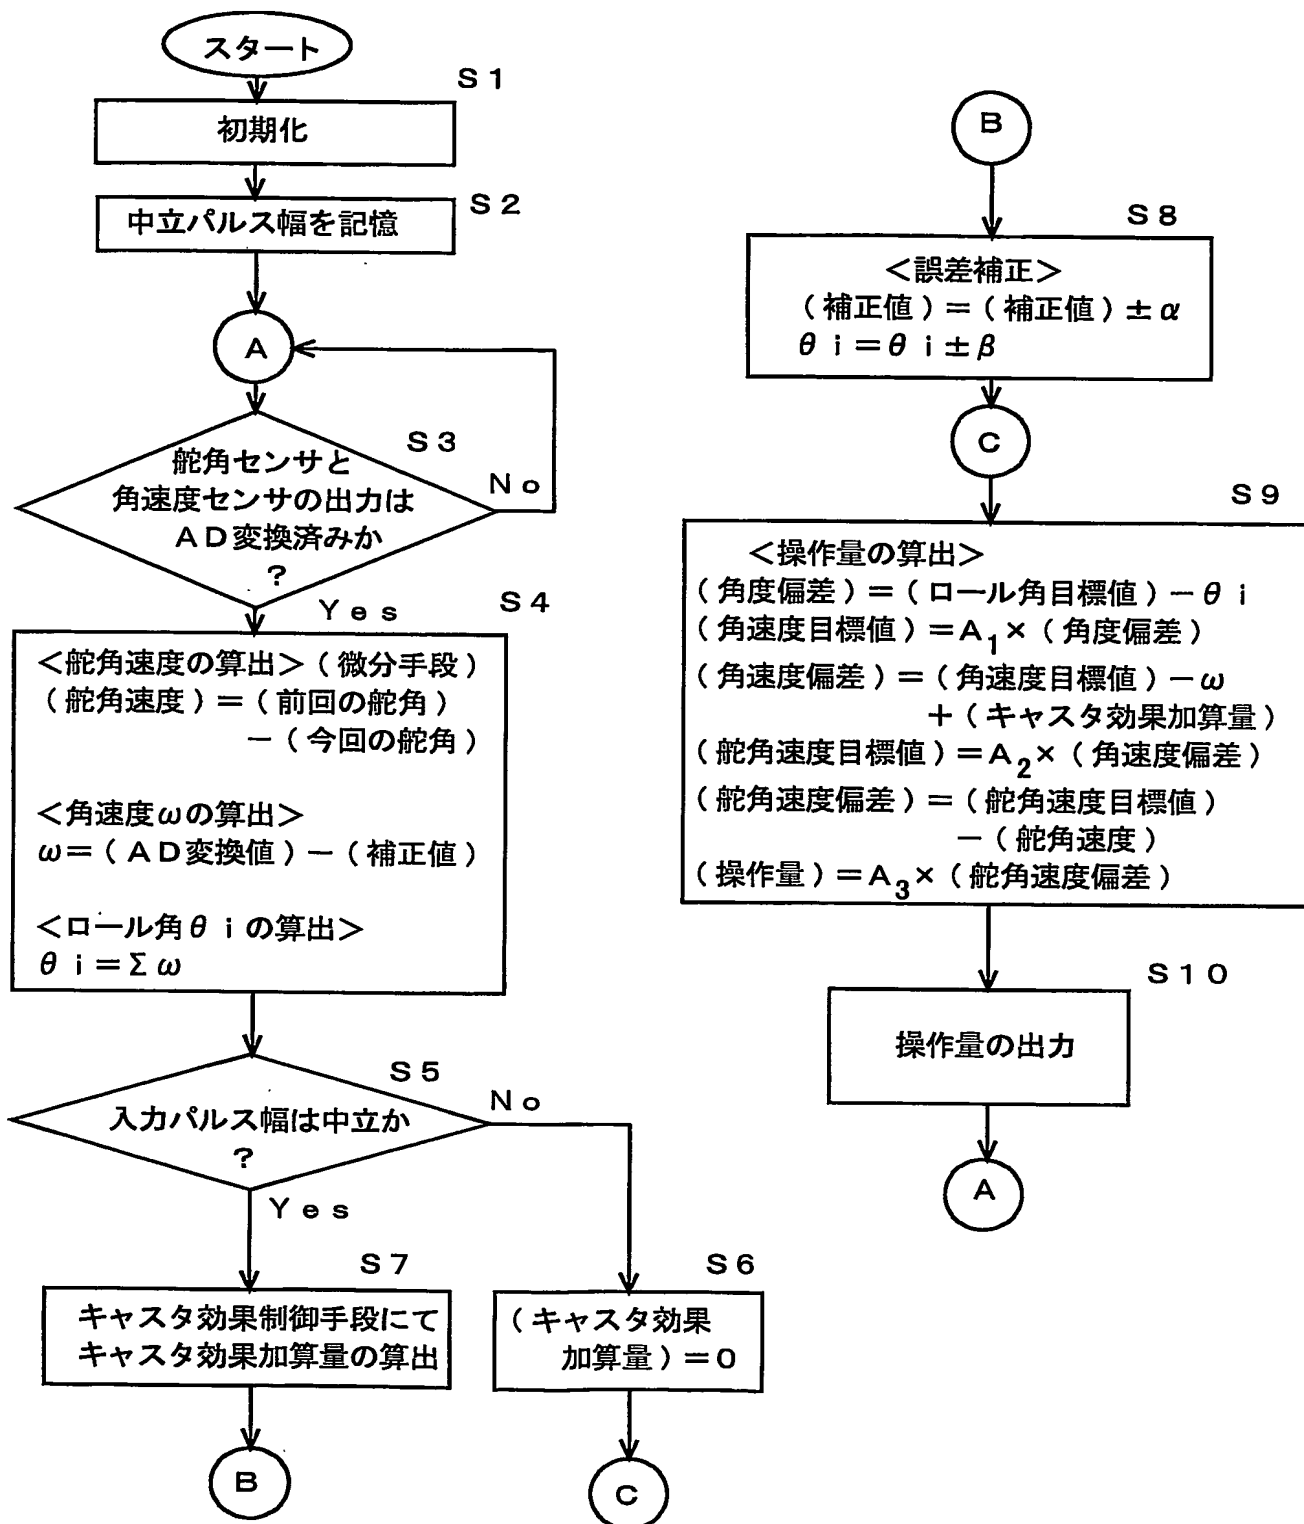 スタート
S1
初期化
S2
中立パルス幅を記憶
A
S3
舵角センサと
角速度センサの出力は
AD変換済みか
?
No
Yes
S4
<舵角速度の算出>(微分手段)
(舵角速度)=(前回の舵角)
-(今回の舵角)
<角速度ωの算出>
ω=(AD変換値)-(補正値)
<ロール角θiの算出>
θi=Σω
S5
入力パルス幅は中立か
?
No
Yes
S7
キャスタ効果制御手段にて
キャスタ効果加算量の算出
B
S6
(キャスタ効果
加算量)=0
C
B
S8
<誤差補正>
(補正値)=(補正値)±α
θi=θi±β
C
S9
<操作量の算出>
(角度偏差)=(ロール角目標値)-θi
(角速度目標値)=A₁×(角度偏差)
(角速度偏差)=(角速度目標値)-ω
+(キャスタ効果加算量)
(舵角速度目標値)=A₂×(角速度偏差)
(舵角速度偏差)=(舵角速度目標値)
-(舵角速度)
(操作量)=A₃×(舵角速度偏差)
S10
操作量の出力
A